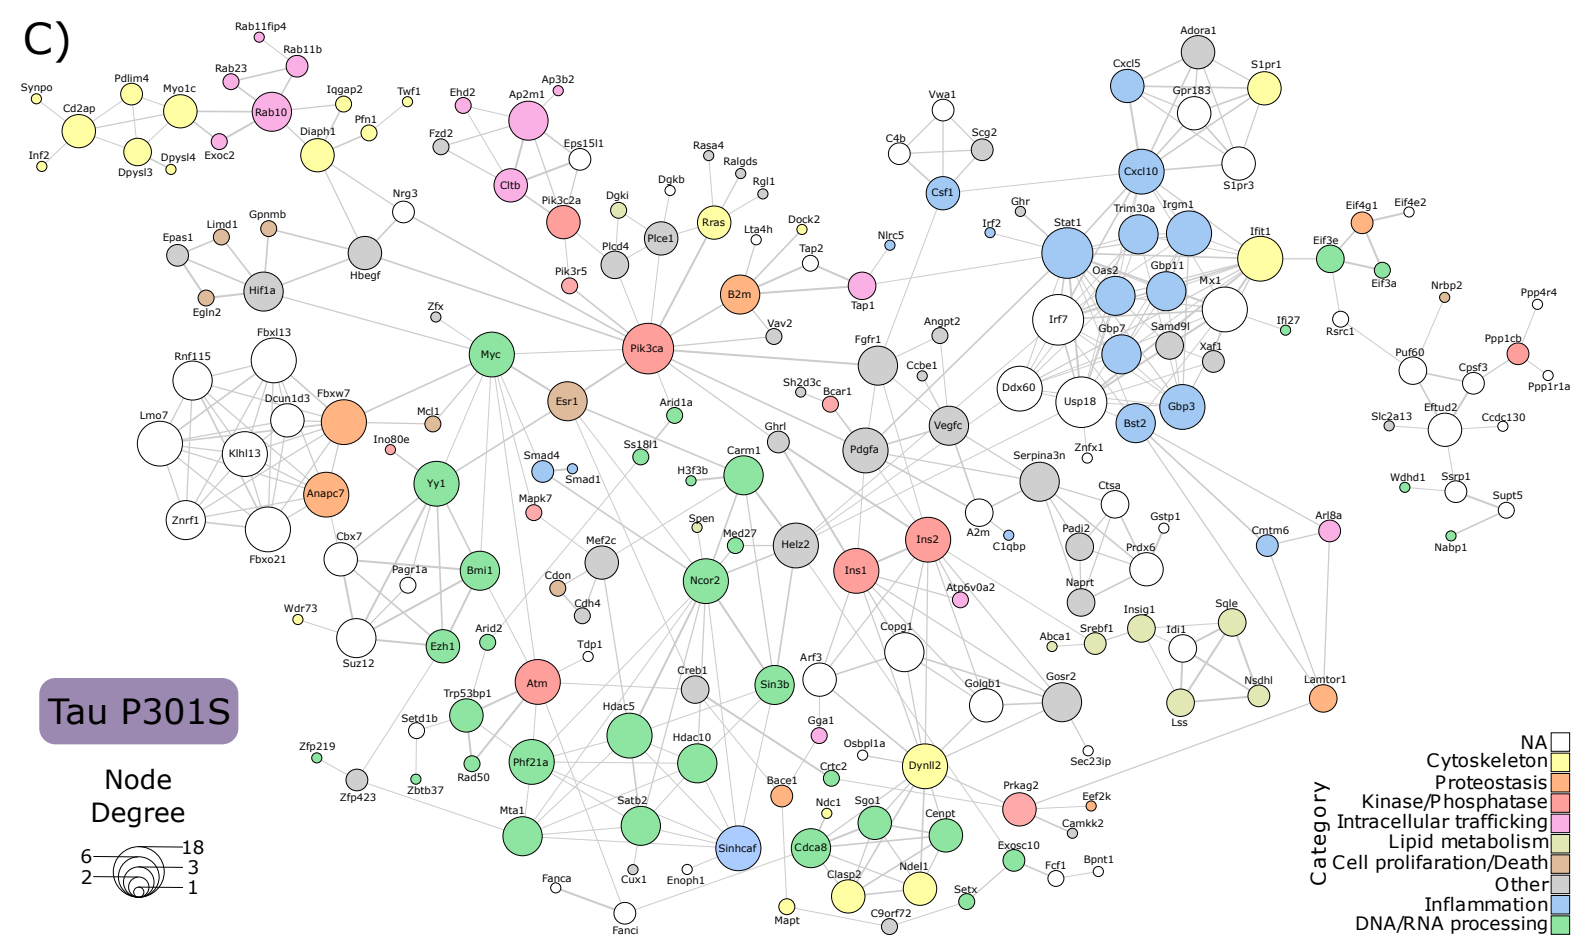 C)
Rab11fip4
Rab11b
Rab23
Synpo
Pdlim4
Myo1c
Cd2ap
Rab10
Iqgap2
Twf1
Pfn1
Diaph1
Inf2
Dpysl3
Dpysl4
Exoc2
Ehd2
Ap2m1
Ap3b2
Fzd2
Eps15l1
Cltb
Pik3c2a
Pik3r5
Rasa4
Ralgds
Rgl1
Dgkb
Dgki
Rras
Plce1
Plcd4
Lta4h
Dock2
Tap2
Nlrc5
B2m
Tap1
Vav2
Vwa1
C4b
Scg2
Csf1
Adora1
Cxcl5
S1pr1
Gpr183
Cxcl10
S1pr3
Ghr
Irf2
Stat1
Trim30a
Irgm1
Ifit1
Oas2
Gbp11
Mx1
Irf7
Gbp7
Samd9l
Xaf1
Ifi27
Ddx60
Usp18
Bst2
Gbp3
Znfx1
Eif4g1
Eif4e2
Eif3e
Eif3a
Rsrc1
Nrbp2
Ppp4r4
Ppp1cb
Puf60
Cpsf3
Ppp1r1a
Slc2a13
Eftud2
Ccdc130
Wdhd1
Ssrp1
Supt5
Nabp1
Nrg3
Epas1
Limd1
Gpnmb
Hbegf
Hif1a
Egln2
Zfx
Myc
Pik3ca
Fgfr1
Angpt2
Ccbe1
Sh2d3c
Bcar1
Vegfc
Pdgfa
Ghrl
Fbxl13
Rnf115
Dcun1d3
Fbxw7
Lmo7
Klhl13
Anapc7
Znrf1
Fbxo21
Mcl1
Ino80e
Esr1
Arid1a
Ss18l1
Smad4
Smad1
H3f3b
Carm1
Yy1
Mapk7
Spen
Med27
Helz2
Ins2
Ins1
A2m
C1qbp
Serpina3n
Ctsa
Gstp1
Padi2
Prdx6
Naprt
Cmtm6
Arl8a
Cbx7
Pagr1a
Bmi1
Mef2c
Cdon
Cdh4
Ncor2
Atp6v0a2
Wdr73
Suz12
Ezh1
Arid2
Tdp1
Copg1
Arf3
Abca1
Srebf1
Insig1
Sqle
Idi1
Lss
Nsdhl
Lamtor1
Atm
Creb1
Sin3b
Golgb1
Gosr2
Trp53bp1
Setd1b
Hdac5
Gga1
Osbpl1a
Sec23ip
Zfp219
Zfp423
Zbtb37
Rad50
Phf21a
Hdac10
Crtc2
Dynll2
Bace1
Prkag2
Eef2k
Camkk2
Mta1
Satb2
Sinhcaf
Ndc1
Sgo1
Cenpt
Cdca8
Exosc10
Fcf1
Bpnt1
Fanca
Cux1
Enoph1
Clasp2
Ndel1
Setx
Fanci
Mapt
C9orf72
Tau P301S
Node
Degree
18
6
3
2
1
Category
NA
Cytoskeleton
Proteostasis
Kinase/Phosphatase
Intracellular trafficking
Lipid metabolism
Cell prolifaration/Death
Other
Inflammation
DNA/RNA processing